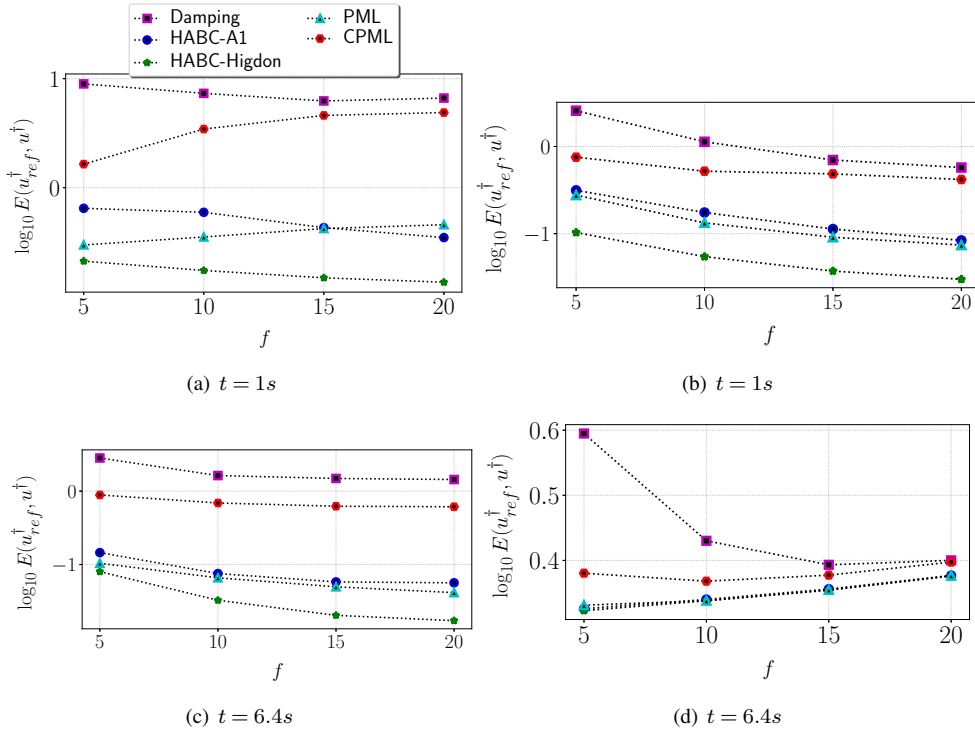 Damping
HABC-A1
HABC-Higdon
PML
CPML
1
0
5
10
15
20
log₁₀ E(u†ref, u†)
f
(a) t = 1s
0
−1
5
10
15
20
log₁₀ E(u†ref, u†)
f
(b) t = 1s
0
−1
5
10
15
20
log₁₀ E(u†ref, u†)
f
(c) t = 6.4s
0.6
0.5
0.4
5
10
15
20
log₁₀ E(u†ref, u†)
f
(d) t = 6.4s